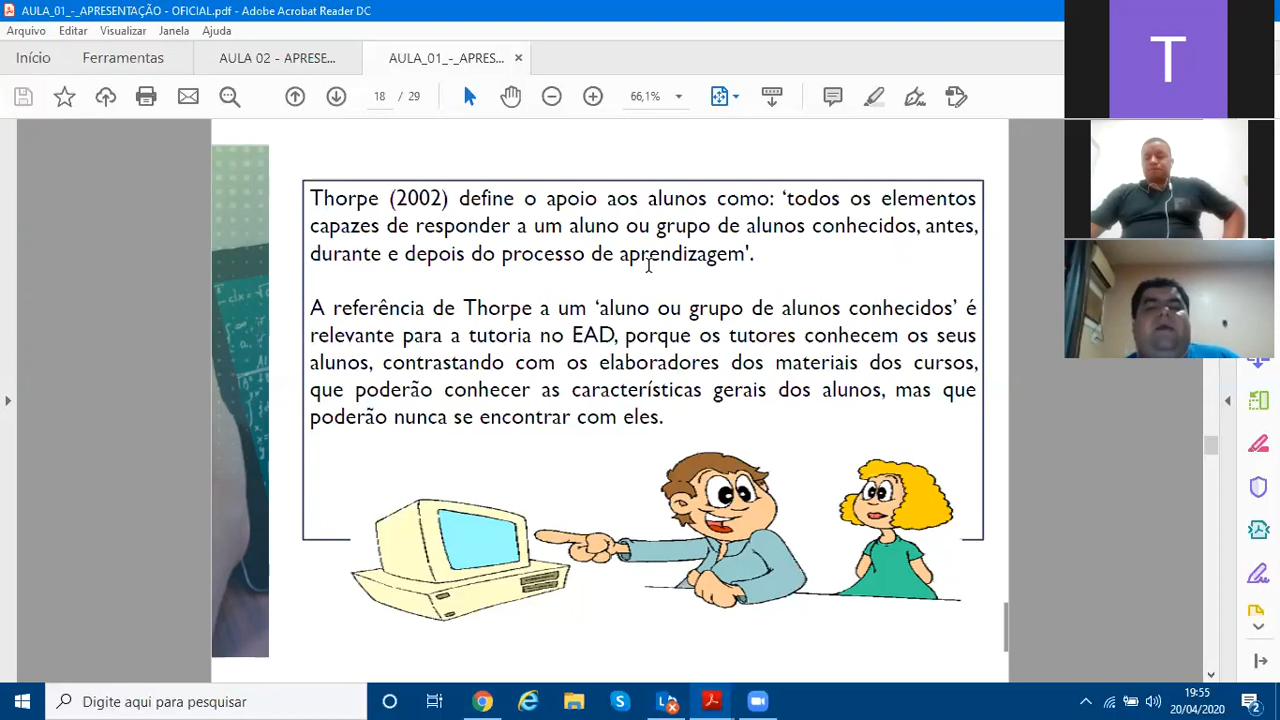 AULA_01_-_APRESENTAÇÃO - OFICIAL.pdf - Adobe Acrobat Reader DC
Arquivo Editar Visualizar Janela Ajuda
Início Ferramentas AULA 02 - APRESE... AULA_01_-_APRES... ×
18 / 29 66,1%
T
Thorpe (2002) define o apoio aos alunos como: ‘todos os elementos
capazes de responder a um aluno ou grupo de alunos conhecidos, antes,
durante e depois do processo de aprendizagem’.
A referência de Thorpe a um ‘aluno ou grupo de alunos conhecidos’ é
relevante para a tutoria no EAD, porque os tutores conhecem os seus
alunos, contrastando com os elaboradores dos materiais dos cursos,
que poderão conhecer as características gerais dos alunos, mas que
poderão nunca se encontrar com eles.
Digite aqui para pesquisar
19:55
20/04/2020
2